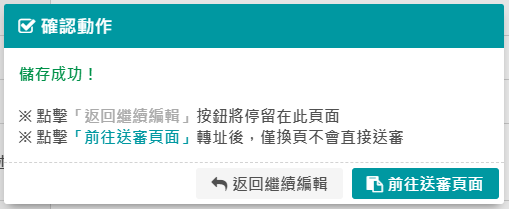 確認動作
儲存成功！
※ 點擊「返回繼續編輯」按鈕將停留在此頁面
※ 點擊「前往送審頁面」轉址後，僅換頁不會直接送審
返回繼續編輯
前往送審頁面